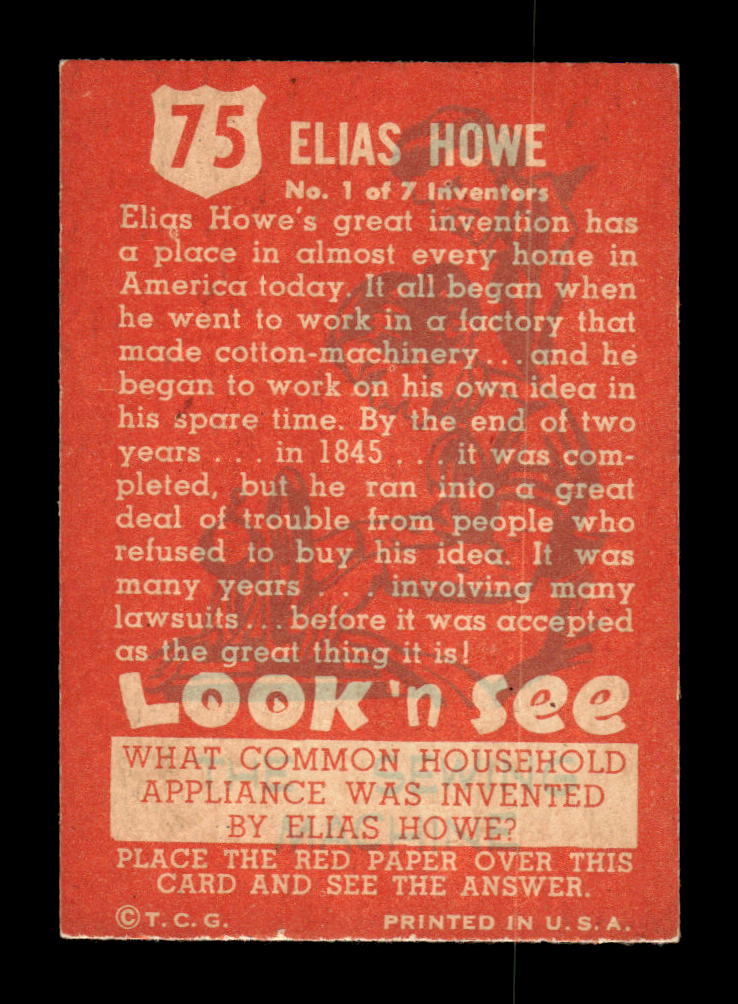 75
ELIAS HOWE
No. 1 of 7 Inventors
Elias Howe's great invention has
a place in almost every home in
America today. It all began when
he went to work in a factory that
made cotton-machinery...and he
began to work on his own idea in
his spare time. By the end of two
years . . . in 1845 . . . it was com-
pleted, but he ran into a great
deal of trouble from people who
refused to buy his idea. It was
many years . . . involving many
lawsuits...before it was accepted
as the great thing it is!
LOOK 'n See
WHAT COMMON HOUSEHOLD
APPLIANCE WAS INVENTED
BY ELIAS HOWE?
THE SEWING
MACHINE
PLACE THE RED PAPER OVER THIS
CARD AND SEE THE ANSWER.
© T. C. G.
PRINTED IN U. S. A.